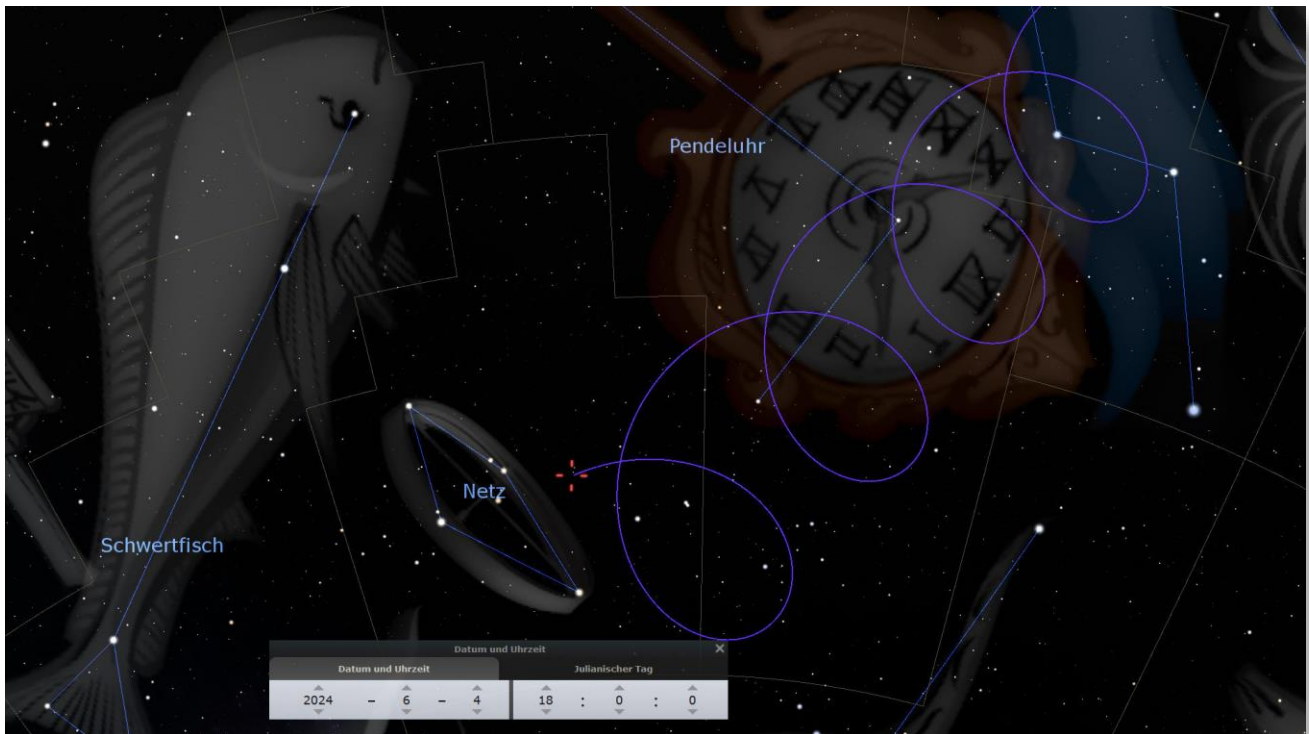 Pendeluhr
Netz
Schwertfisch
Datum und Uhrzeit ×
Datum und Uhrzeit Julianischer Tag
2024 – 6 – 4 18 : 0 : 0